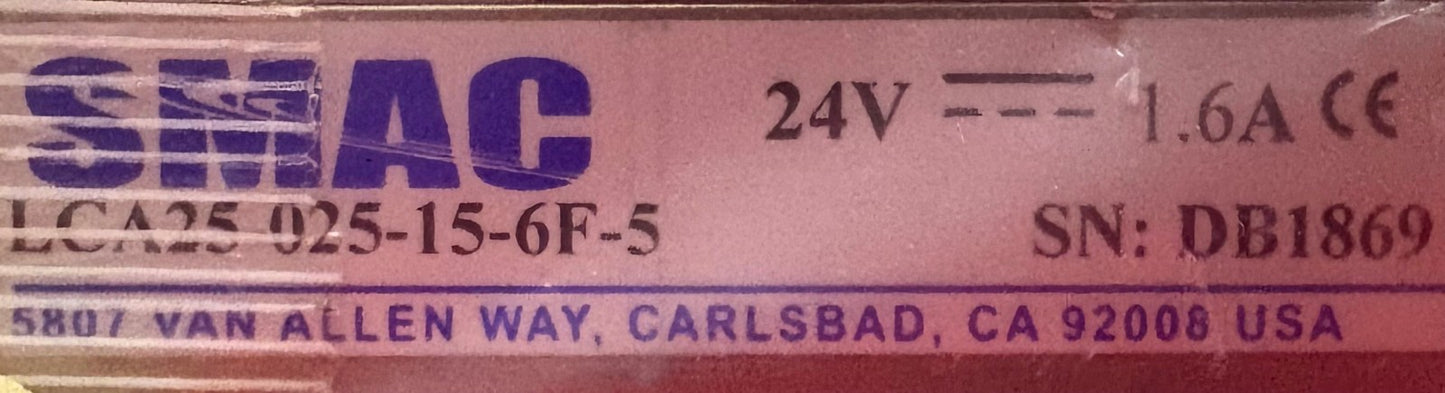 SMAC 24V 1.6A CE
LCA25-025-15-6F-5 SN: DB1869
5807 VAN ALLEN WAY, CARLSBAD, CA 92008 USA